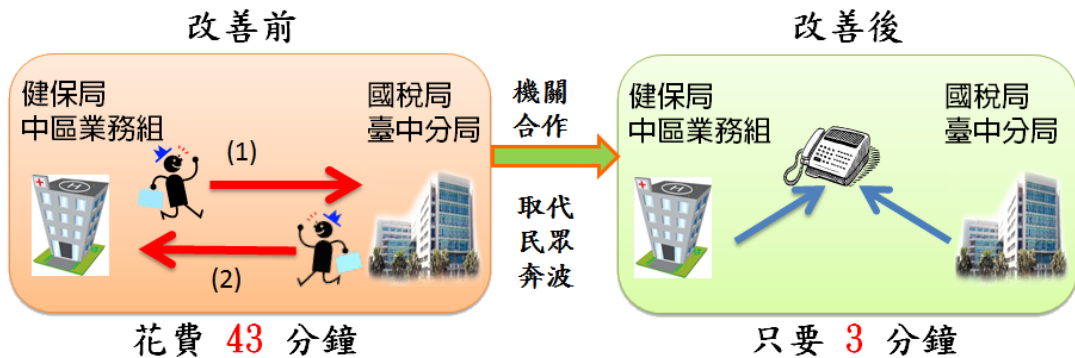 改善前
健保局
中區業務組
國稅局
臺中分局
(1)
(2)
花費 43 分鐘
機關
合作
取代
民眾
奔波
改善後
健保局
中區業務組
國稅局
臺中分局
只要 3 分鐘